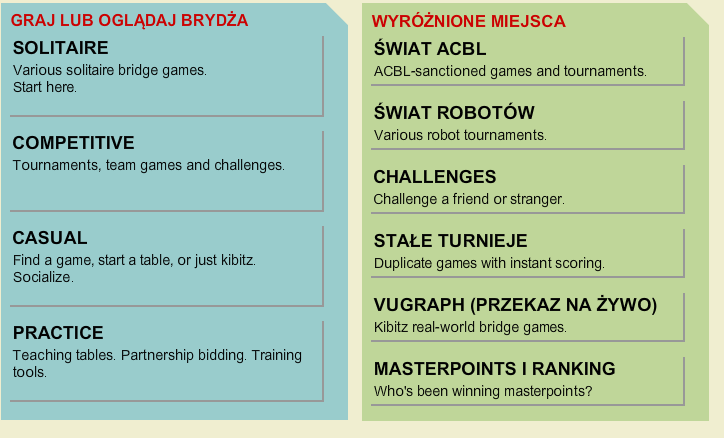 GRAJ LUB OGLĄDAJ BRYDŻA
SOLITAIRE
Various solitaire bridge games.
Start here.
COMPETITIVE
Tournaments, team games and challenges.
CASUAL
Find a game, start a table, or just kibitz.
Socialize.
PRACTICE
Teaching tables. Partnership bidding. Training
tools.
WYRÓŻNIONE MIEJSCA
ŚWIAT ACBL
ACBL-sanctioned games and tournaments.
ŚWIAT ROBOTÓW
Various robot tournaments.
CHALLENGES
Challenge a friend or stranger.
STAŁE TURNIEJE
Duplicate games with instant scoring.
VUGRAPH (PRZEKAZ NA ŻYWO)
Kibitz real-world bridge games.
MASTERPOINTS I RANKING
Who's been winning masterpoints?